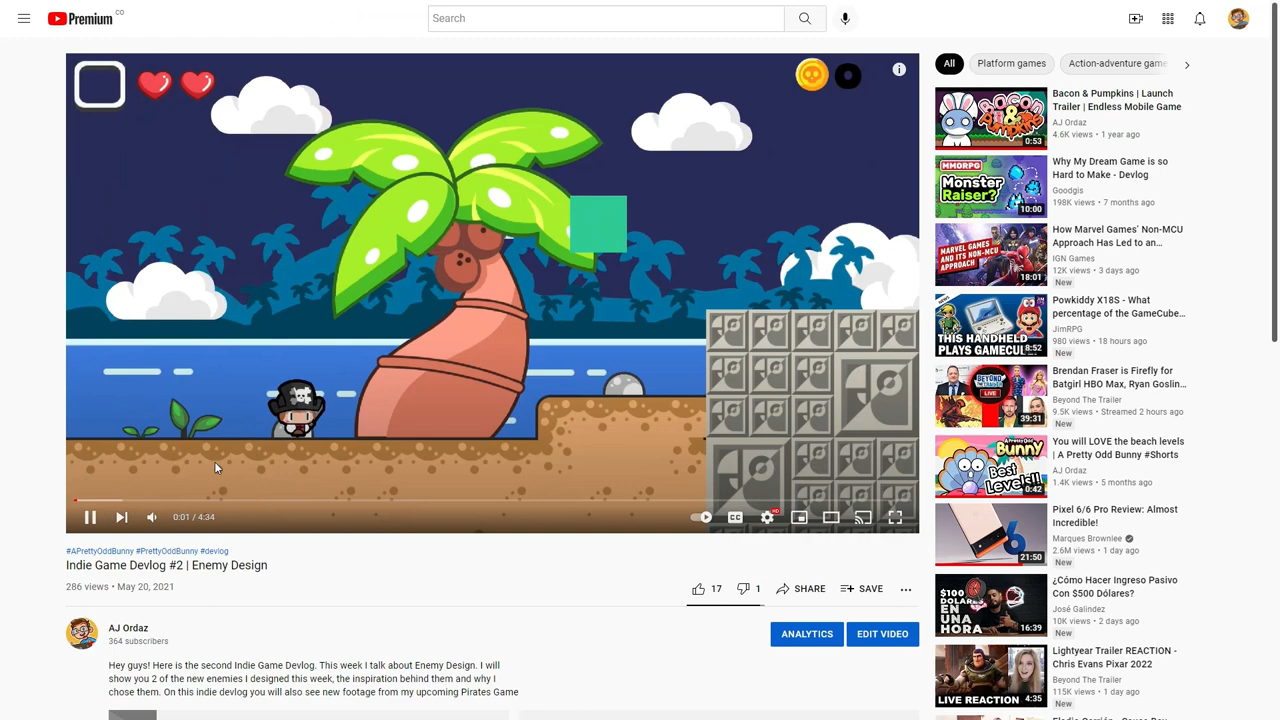 Premium CO
Search
All
Platform games
Action-adventure game
Bacon & Pumpkins | Launch
Trailer | Endless Mobile Game
AJ Ordaz
4.6K views • 1 year ago
0:53
MMORPG
Monster
Raiser?
10:00
Why My Dream Game is so
Hard to Make - Devlog
Goodgis
198K views • 7 months ago
MARVEL GAMES
AND ITS NON-MCU
APPROACH
18:01
How Marvel Games' Non-MCU
Approach Has Led to an...
IGN Games
12K views • 3 days ago
New
NEWS
THIS HANDHELD
PLAYS GAMECU
8:52
Powkiddy X18S - What
percentage of the GameCube...
JimRPG
980 views • 18 hours ago
New
BEYOND THE TRAILER
LIVE
39:31
Brendan Fraser is Firefly for
Batgirl HBO Max, Ryan Goslin...
Beyond The Trailer
9.5K views • Streamed 2 hours ago
New
A PRETTY ODD
BUNNY
Best
Levels!!
0:42
You will LOVE the beach levels
| A Pretty Odd Bunny #Shorts
AJ Ordaz
1.4K views • 5 months ago
6
21:50
Pixel 6/6 Pro Review: Almost
Incredible!
Marques Brownlee
2.6M views • 1 day ago
New
$100
DOLARES
EN
UNA
HORA
16:39
¿Cómo Hacer Ingreso Pasivo
Con $500 Dólares?
José Galindez
10K views • 2 days ago
New
LIVE REACTION
4:35
Lightyear Trailer REACTION -
Chris Evans Pixar 2022
Beyond The Trailer
115K views • 1 day ago
New
0:01 / 4:34
CC
HD
#APrettyOddBunny #PrettyOddBunny #devlog
Indie Game Devlog #2 | Enemy Design
286 views • May 20, 2021
17
1
SHARE
SAVE
AJ Ordaz
364 subscribers
ANALYTICS
EDIT VIDEO
Hey guys! Here is the second Indie Game Devlog. This week I talk about Enemy Design. I will
show you 2 of the new enemies I designed this week, the inspiration behind them and why I
chose them. On this indie devlog you will also see new footage from my upcoming Pirates Game